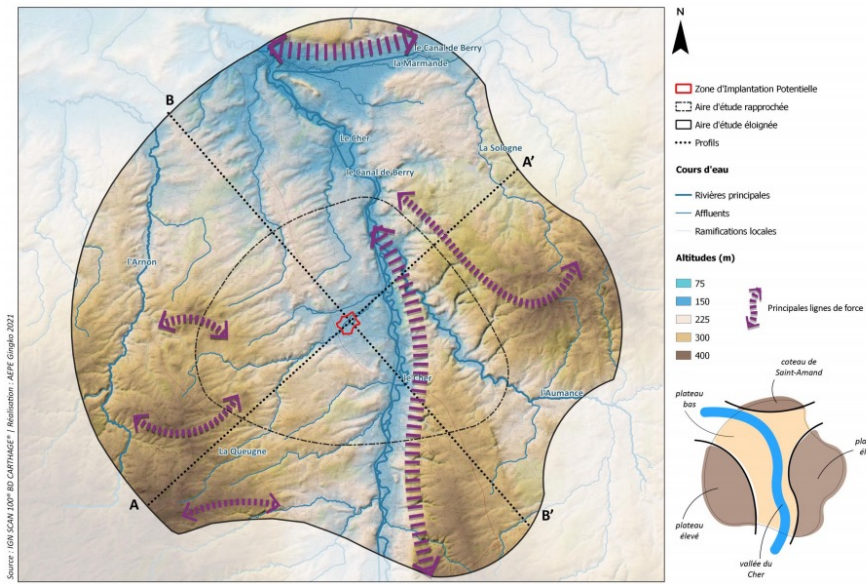 N
Zone d'Implantation Potentielle
Aire d'étude rapprochée
Aire d'étude éloignée
Profils
Cours d'eau
Rivières principales
Affluents
Ramifications locales
Altitudes (m)
75
150
225
300
400
Principales lignes de force
coteau de
Saint-Amand
plateau
bas
pla
él
plateau
élevé
vallée du
Cher
le Canal de Berry
la Marmande
B
Le Cher
La Sologne
A'
le Canal de Berry
l'Arnon
le Cher
l'Aumance
La Queugne
A
B'
Source : IGN SCAN 100® BD CARTHAGE® | Réalisation : AEPE Gingko 2021